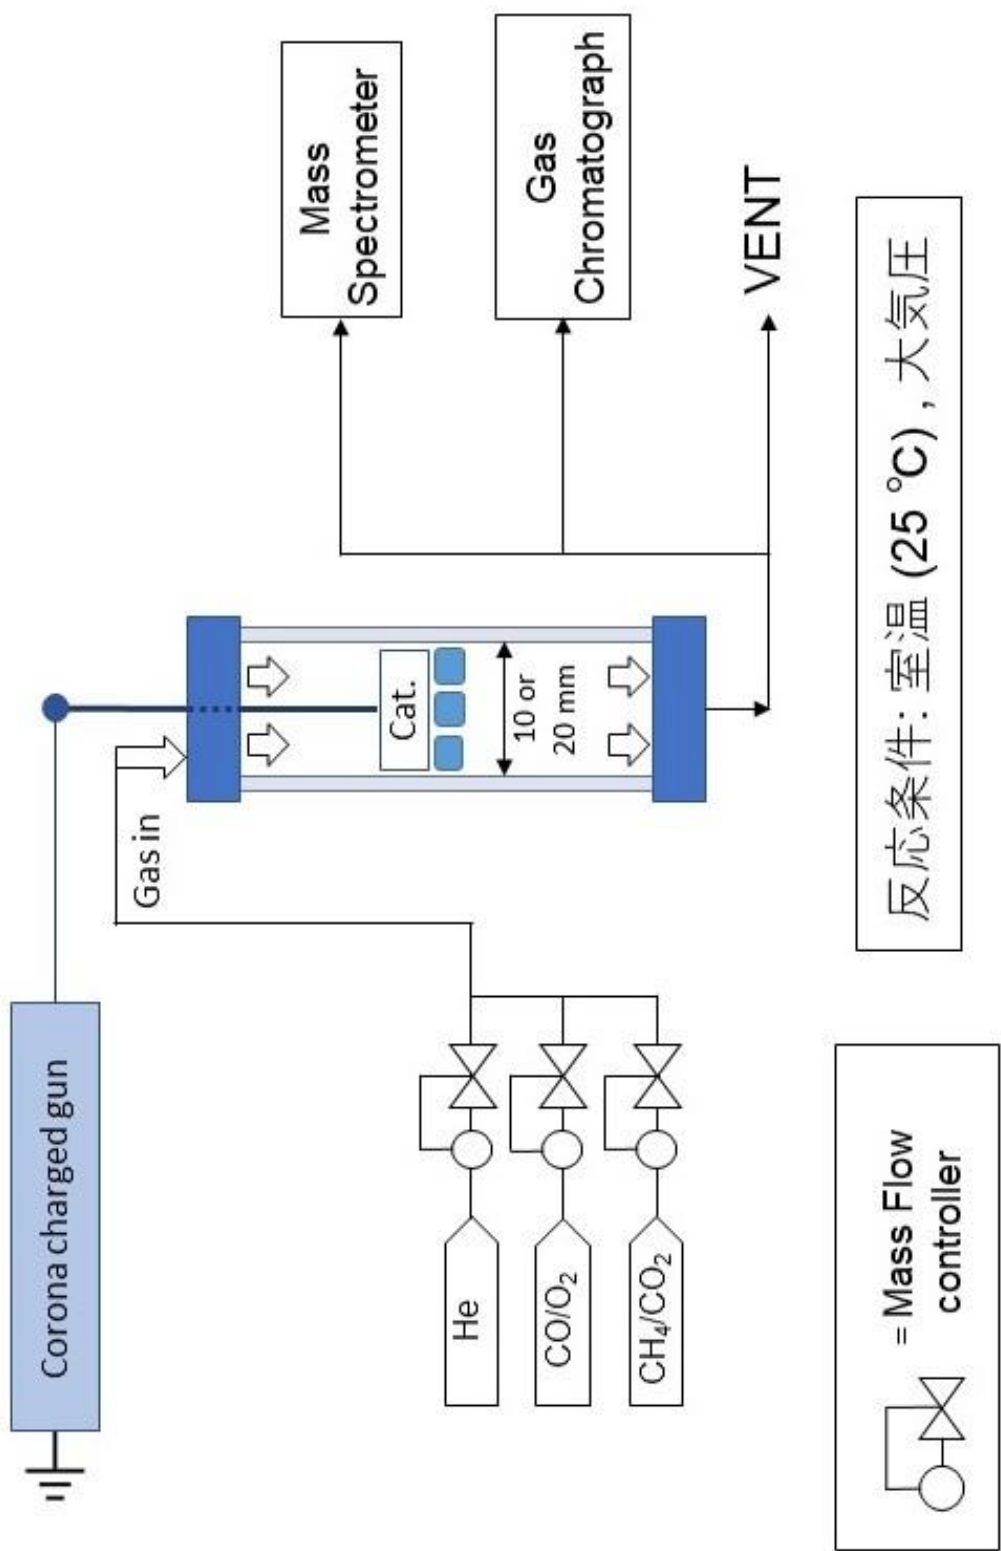 Corona charged gun
Gas in
He
CO/O₂
CH₄/CO₂
Cat.
10 or
20 mm
Mass
Spectrometer
Gas
Chromatograph
VENT
= Mass Flow
controller
反応条件: 室温 (25 ℃) , 大気圧